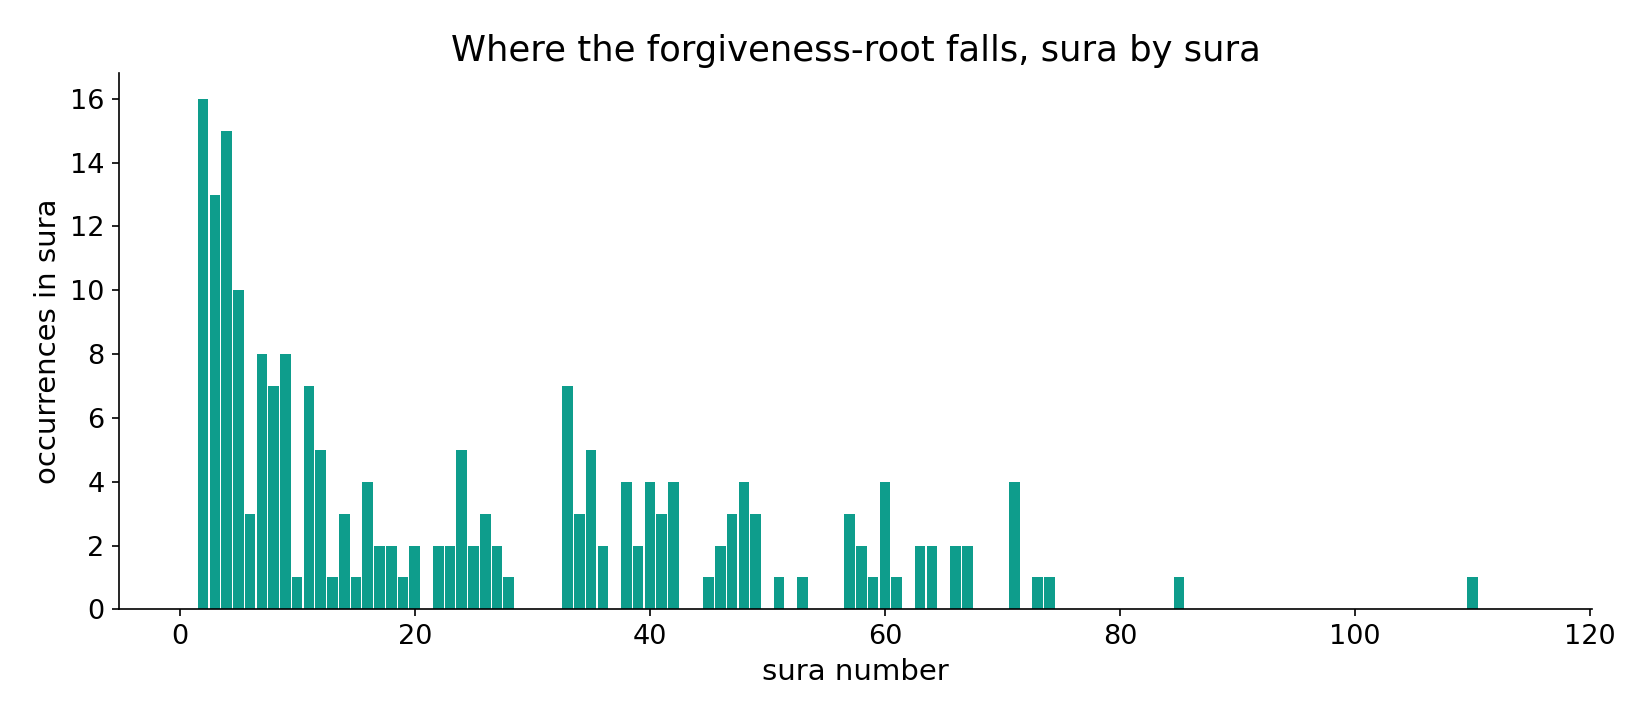 Where the forgiveness-root falls, sura by sura
occurrences in sura
16
14
12
10
8
6
4
2
0
0 20 40 60 80 100 120
sura number